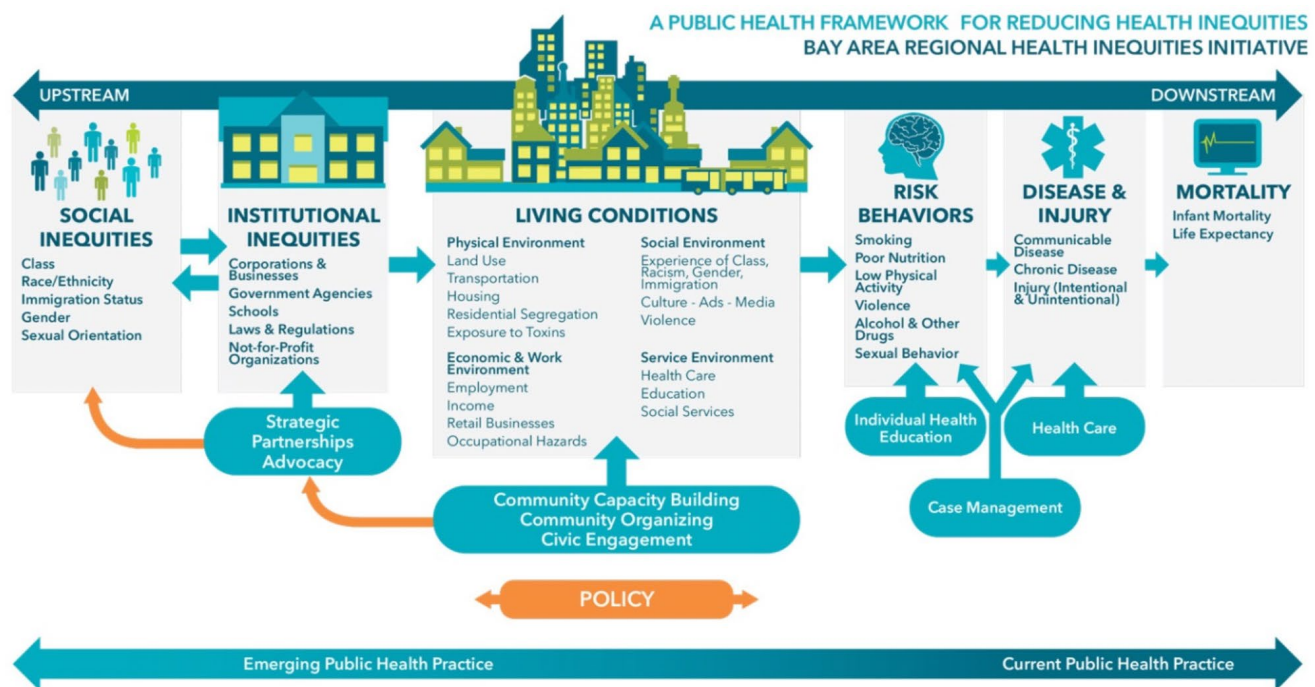 A PUBLIC HEALTH FRAMEWORK FOR REDUCING HEALTH INEQUITIES
BAY AREA REGIONAL HEALTH INEQUITIES INITIATIVE
UPSTREAM
DOWNSTREAM
SOCIAL
INEQUITIES
Class
Race/Ethnicity
Immigration Status
Gender
Sexual Orientation
INSTITUTIONAL
INEQUITIES
Corporations &
Businesses
Government Agencies
Schools
Laws & Regulations
Not-for-Profit
Organizations
LIVING CONDITIONS
Physical Environment
Land Use
Transportation
Housing
Residential Segregation
Exposure to Toxins
Economic & Work
Environment
Employment
Income
Retail Businesses
Occupational Hazards
Social Environment
Experience of Class,
Racism, Gender,
Immigration
Culture - Ads - Media
Violence
Service Environment
Health Care
Education
Social Services
RISK
BEHAVIORS
Smoking
Poor Nutrition
Low Physical
Activity
Violence
Alcohol & Other
Drugs
Sexual Behavior
DISEASE &
INJURY
Communicable
Disease
Chronic Disease
Injury (Intentional
& Unintentional)
MORTALITY
Infant Mortality
Life Expectancy
Strategic
Partnerships
Advocacy
Community Capacity Building
Community Organizing
Civic Engagement
Individual Health
Education
Health Care
Case Management
POLICY
Emerging Public Health Practice
Current Public Health Practice